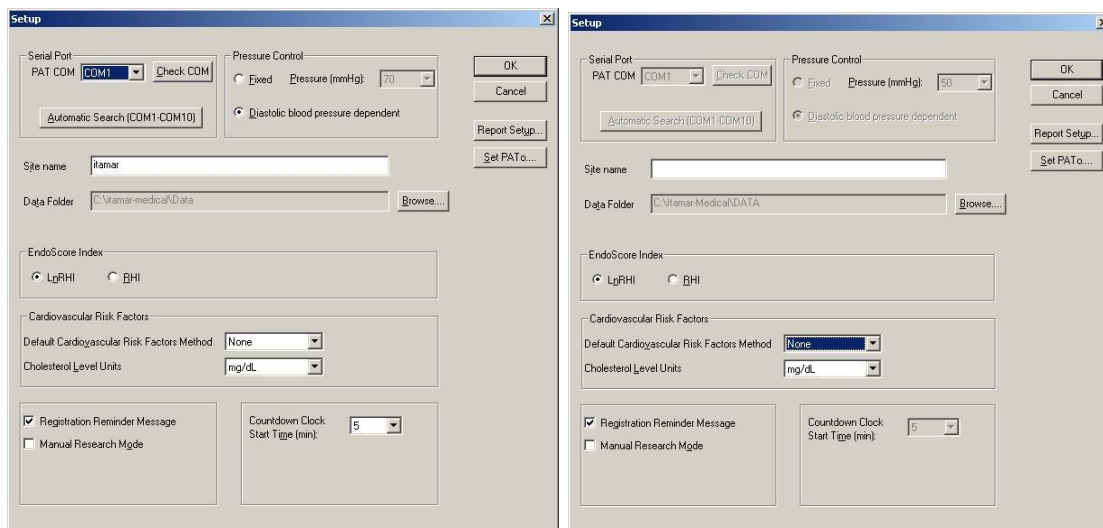 Setup
Serial Port
PAT COM COM1 Check COM
Automatic Search (COM1-COM10)
Pressure Control
Fixed Pressure (mmHg): 70
Diastolic blood pressure dependent
OK
Cancel
Report Setup...
Set PATo....
Site name itamar
Data Folder C:\itamar-medical\Data Browse....
EndoScore Index
LnRHI RHI
Cardiovascular Risk Factors
Default Cardiovascular Risk Factors Method None
Cholesterol Level Units mg/dL
Registration Reminder Message
Manual Research Mode
Countdown Clock
Start Time (min): 5
Setup
Serial Port
PAT COM COM1 Check COM
Automatic Search (COM1-COM10)
Pressure Control
Fixed Pressure (mmHg): 50
Diastolic blood pressure dependent
OK
Cancel
Report Setup...
Set PATo....
Site name
Data Folder C:\Itamar-Medical\DATA Browse....
EndoScore Index
LnRHI RHI
Cardiovascular Risk Factors
Default Cardiovascular Risk Factors Method None
Cholesterol Level Units mg/dL
Registration Reminder Message
Manual Research Mode
Countdown Clock
Start Time (min): 5